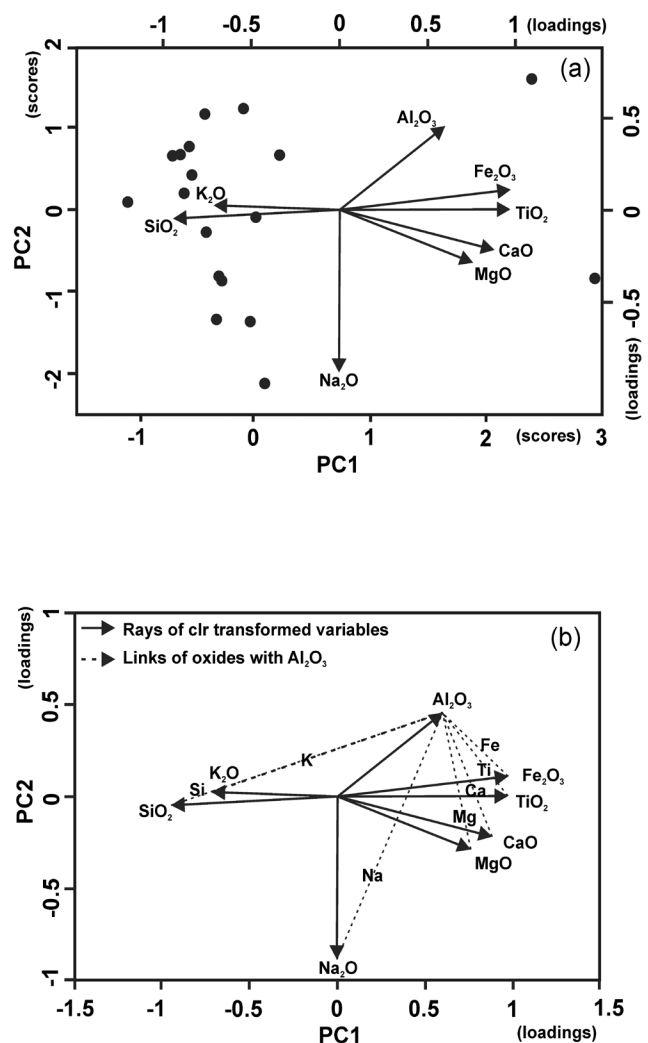 -1 -0.5 0 0.5 1 (loadings)
(scores)
2
1
0
-1
-2
PC2
(a)
Al₂O₃
Fe₂O₃
TiO₂
CaO
MgO
K₂O
SiO₂
Na₂O
0.5
0
-0.5
(loadings)
-1 0 1 2 (scores) 3
PC1
(loadings)
1
0.5
0
-0.5
-1
PC2
Rays of clr transformed variables
(b)
Links of oxides with Al₂O₃
Al₂O₃
Fe
K
K₂O
Ti
Fe₂O₃
Si
Ca
TiO₂
SiO₂
Mg
CaO
MgO
Na
Na₂O
-1.5 -1 -0.5 0 0.5 1 1.5
PC1
(loadings)